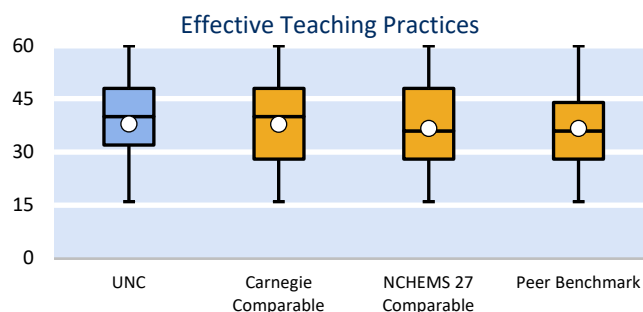 Effective Teaching Practices
60
45
30
15
0
UNC
Carnegie
Comparable
NCHEMS 27
Comparable
Peer Benchmark